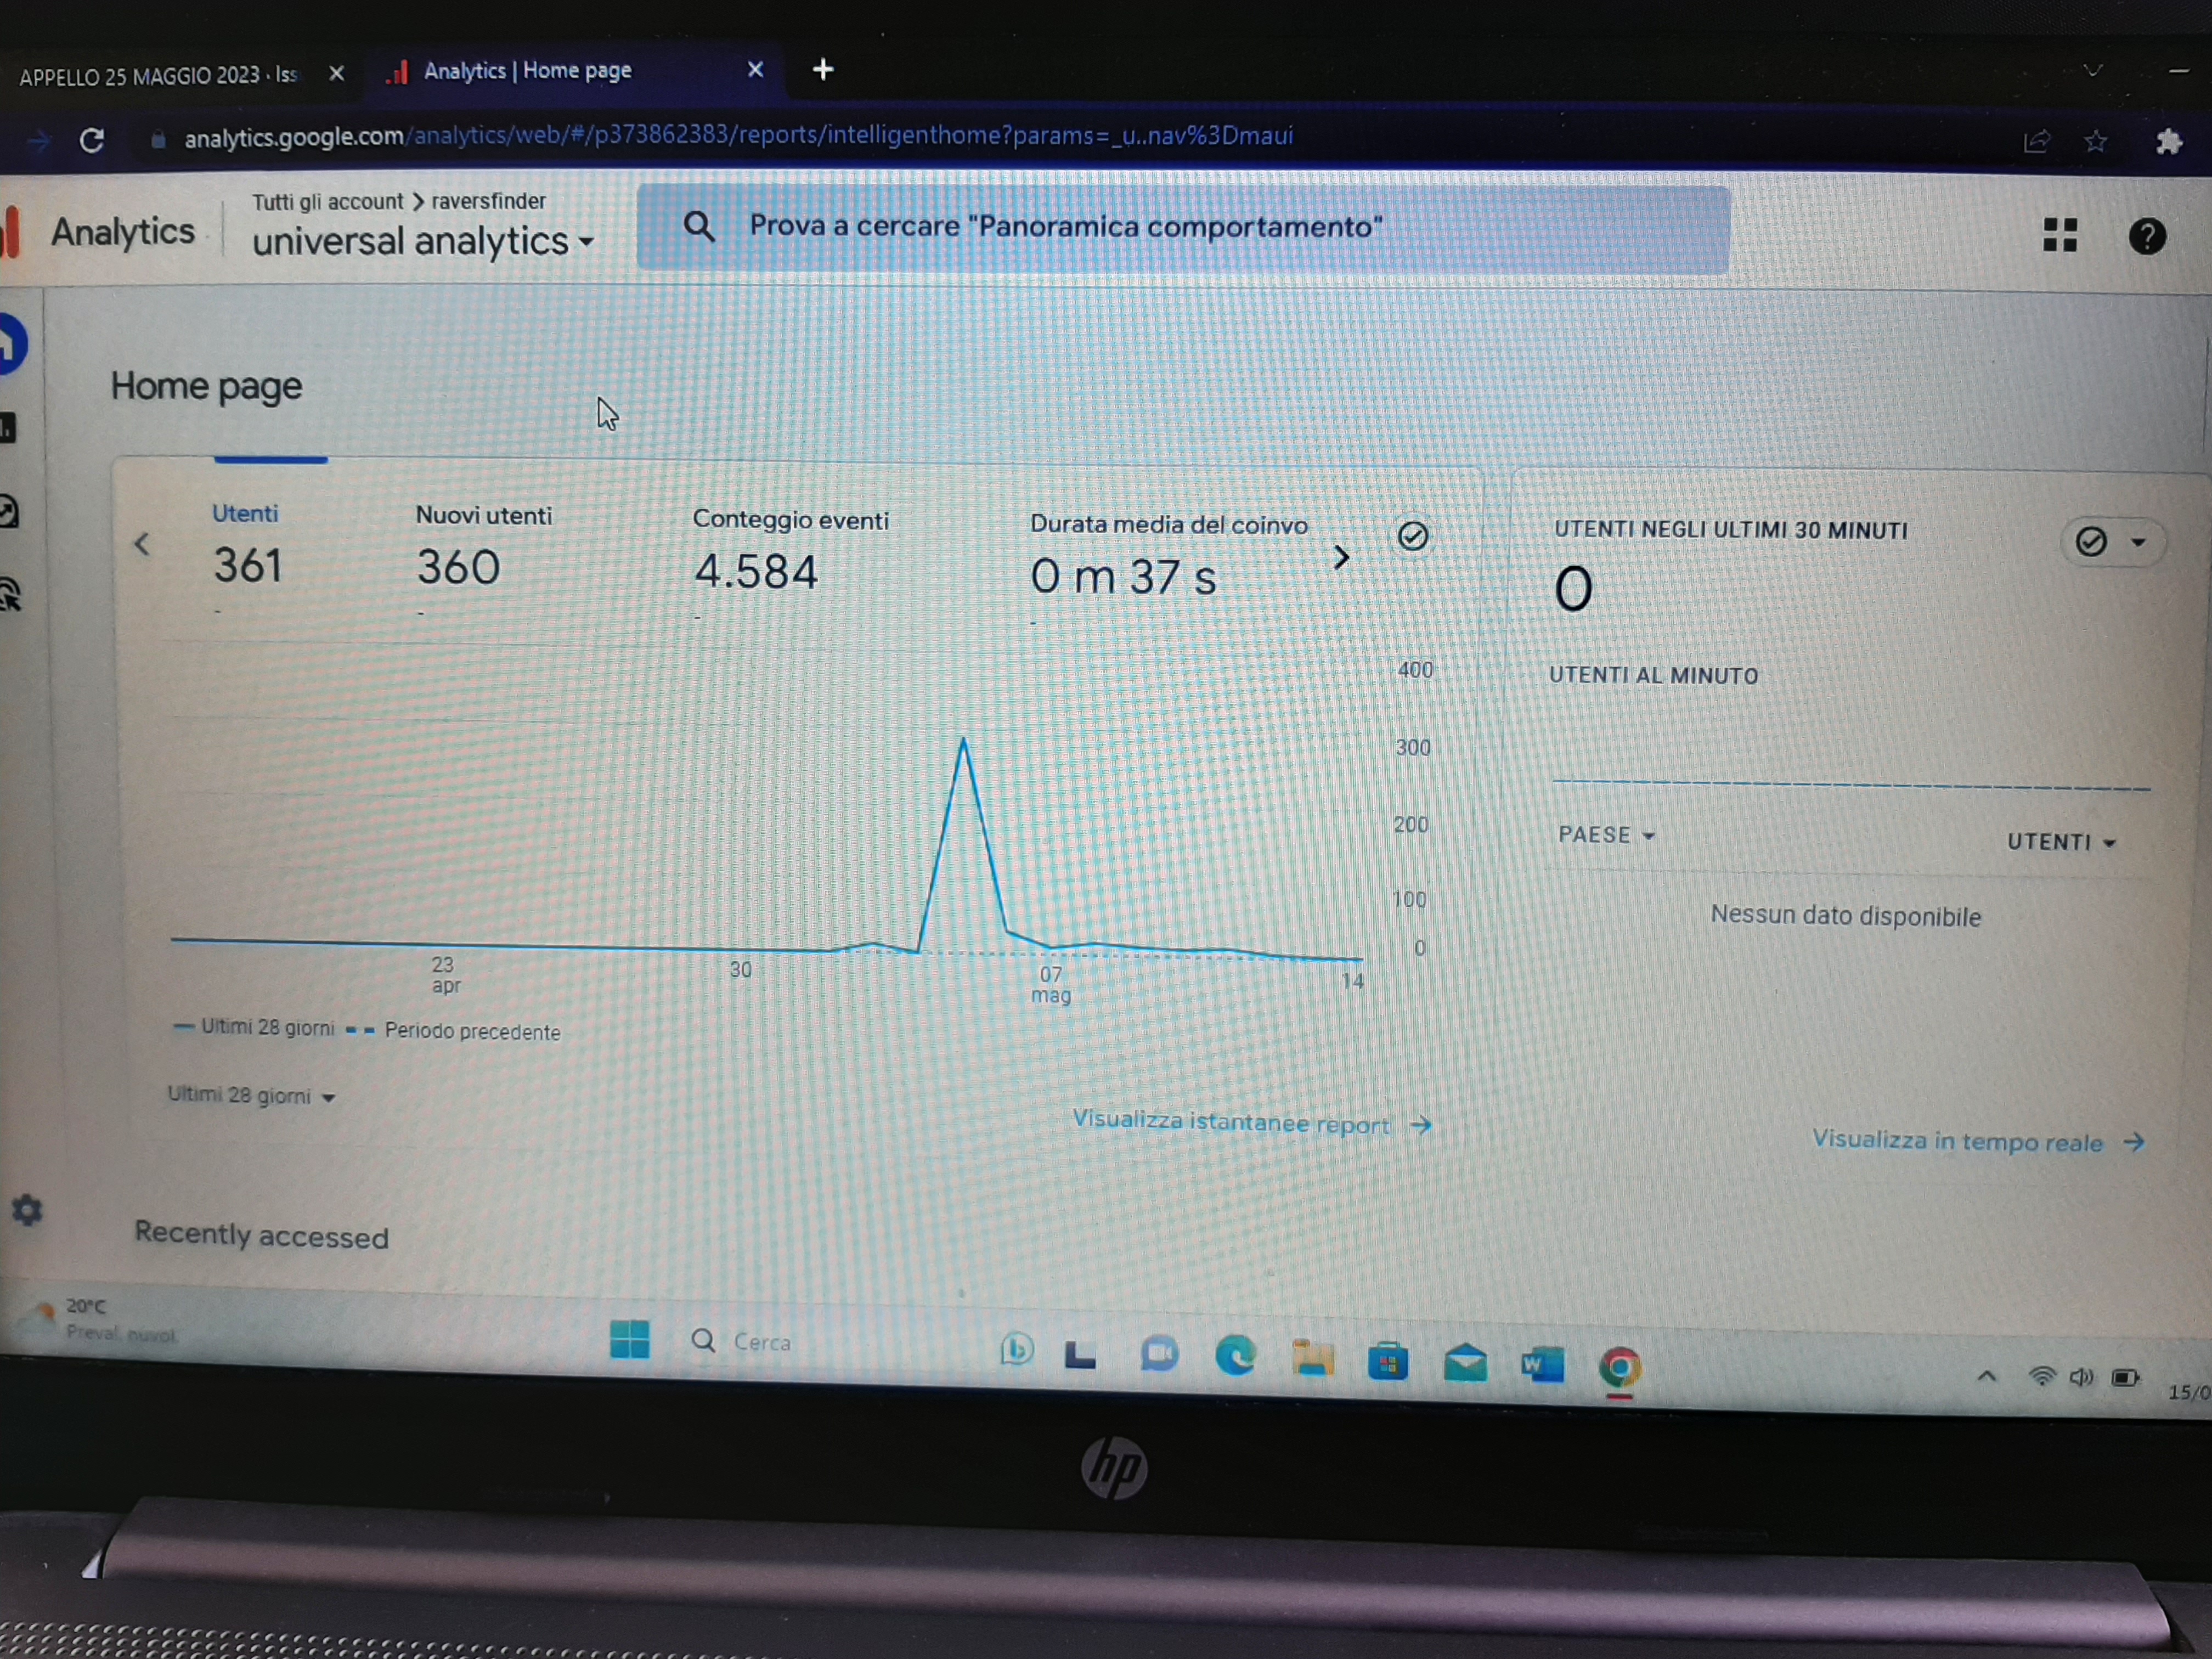 APPELLO 25 MAGGIO 2023 · Iss
Analytics | Home page
analytics.google.com/analytics/web/#/p373862383/reports/intelligenthome?params=_u..nav%3Dmaui
Analytics
Tutti gli account > raversfinder
universal analytics
Prova a cercare "Panoramica comportamento"
Home page
Utenti
361
-
Nuovi utenti
360
-
Conteggio eventi
4.584
-
Durata media del coinvo
0 m 37 s
-
400
300
200
100
0
23
apr
30
07
mag
14
Ultimi 28 giorni
Periodo precedente
Ultimi 28 giorni
Visualizza istantanee report
UTENTI NEGLI ULTIMI 30 MINUTI
0
UTENTI AL MINUTO
PAESE
UTENTI
Nessun dato disponibile
Visualizza in tempo reale
Recently accessed
20°C
Preval. nuvol.
Cerca
15/0
hp